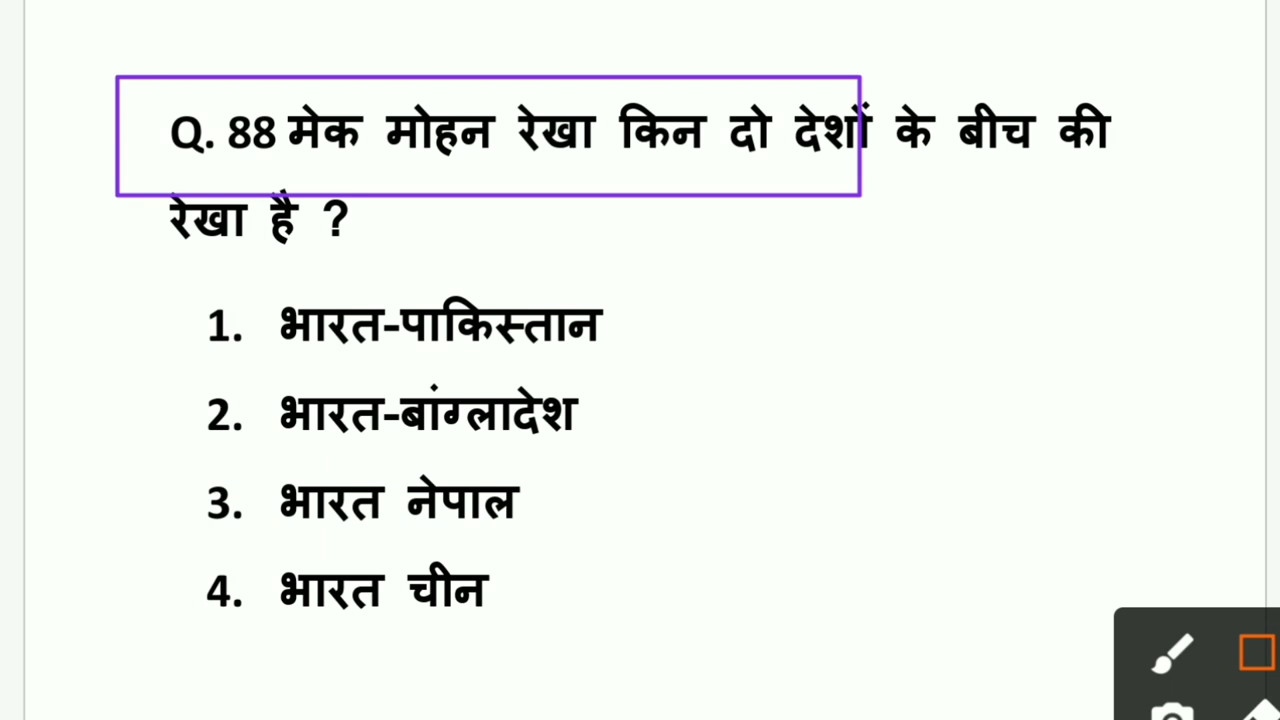 Q. 88 मेक मोहन रेखा किन दो देशों के बीच की
रेखा है ?
1. भारत-पाकिस्तान
2. भारत-बांग्लादेश
3. भारत नेपाल
4. भारत चीन